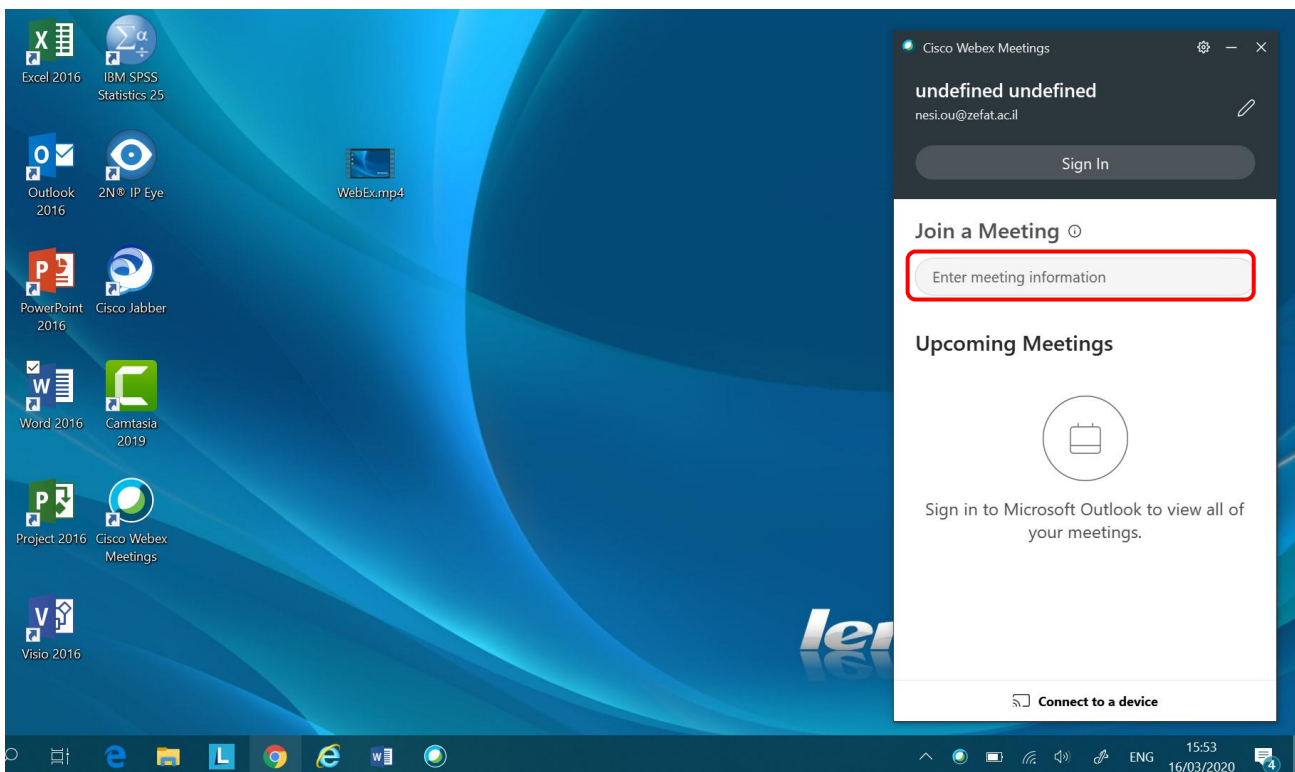 Excel 2016
IBM SPSS
Statistics 25
Outlook
2016
2N® IP Eye
PowerPoint
2016
Cisco Jabber
Word 2016
Camtasia
2019
Project 2016
Cisco Webex
Meetings
Visio 2016
WebEx.mp4
Cisco Webex Meetings
undefined undefined
nesi.ou@zefat.ac.il
Sign In
Join a Meeting
Enter meeting information
Upcoming Meetings
Sign in to Microsoft Outlook to view all of
your meetings.
Connect to a device
ENG
15:53
16/03/2020
4